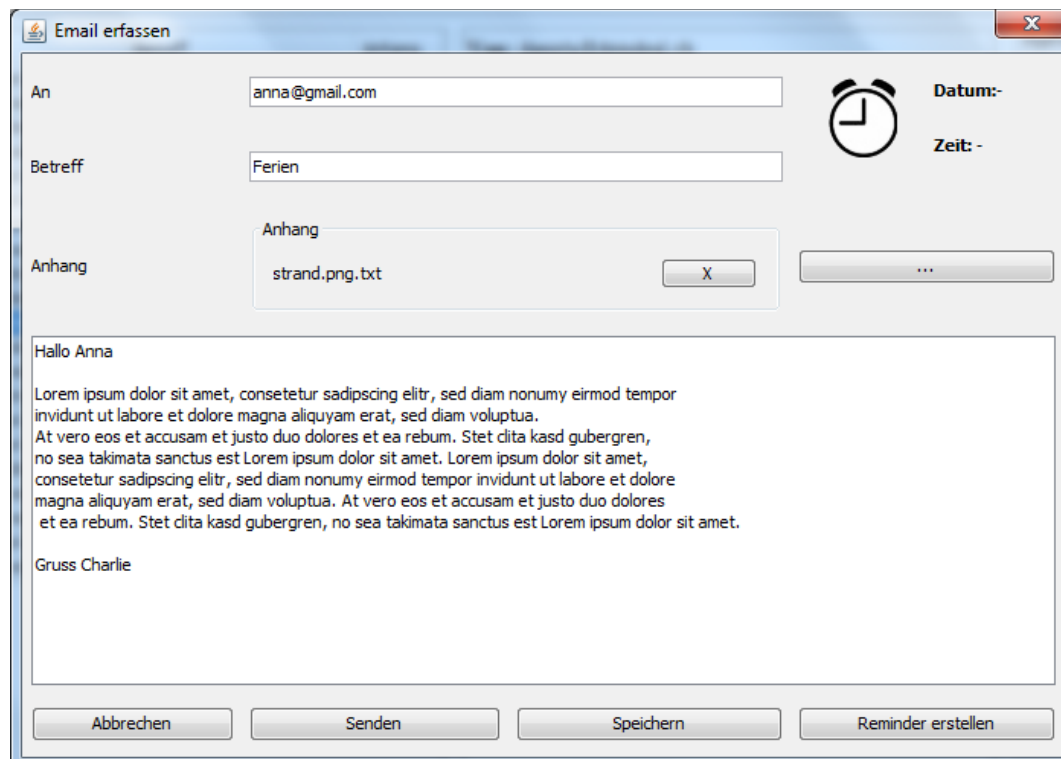 Email erfassen
An
anna@gmail.com
Datum:-
Zeit: -
Betreff
Ferien
Anhang
Anhang
strand.png.txt
X
...
Hallo Anna
Lorem ipsum dolor sit amet, consetetur sadipscing elitr, sed diam nonumy eirmod tempor
invidunt ut labore et dolore magna aliquyam erat, sed diam voluptua.
At vero eos et accusam et justo duo dolores et ea rebum. Stet clita kasd gubergren,
no sea takimata sanctus est Lorem ipsum dolor sit amet. Lorem ipsum dolor sit amet,
consetetur sadipscing elitr, sed diam nonumy eirmod tempor invidunt ut labore et dolore
magna aliquyam erat, sed diam voluptua. At vero eos et accusam et justo duo dolores
et ea rebum. Stet clita kasd gubergren, no sea takimata sanctus est Lorem ipsum dolor sit amet.
Gruss Charlie
Abbrechen
Senden
Speichern
Reminder erstellen